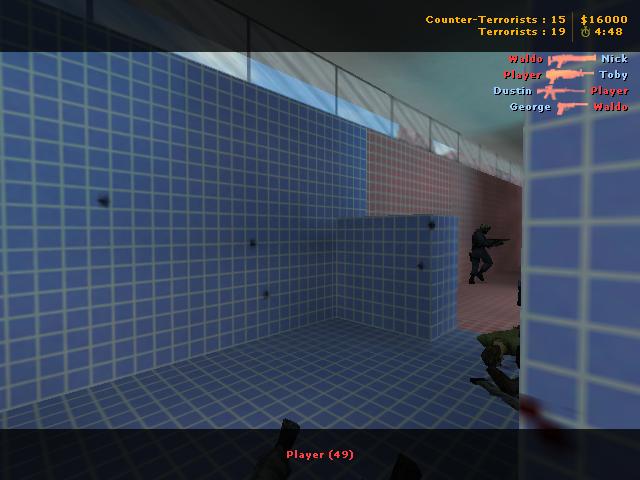 Counter-Terrorists : 15 $16000
Terrorists : 19 4:48
Waldo Nick
Player Toby
Dustin Player
George Waldo
Player (49)